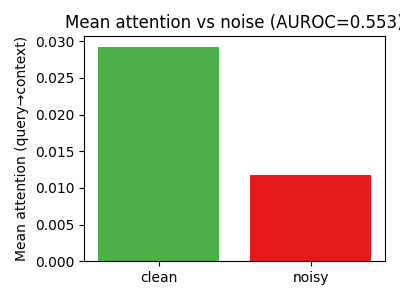 Mean attention vs noise (AUROC=0.553)
Mean attention (query→context)
0.030
0.025
0.020
0.015
0.010
0.005
0.000
clean
noisy